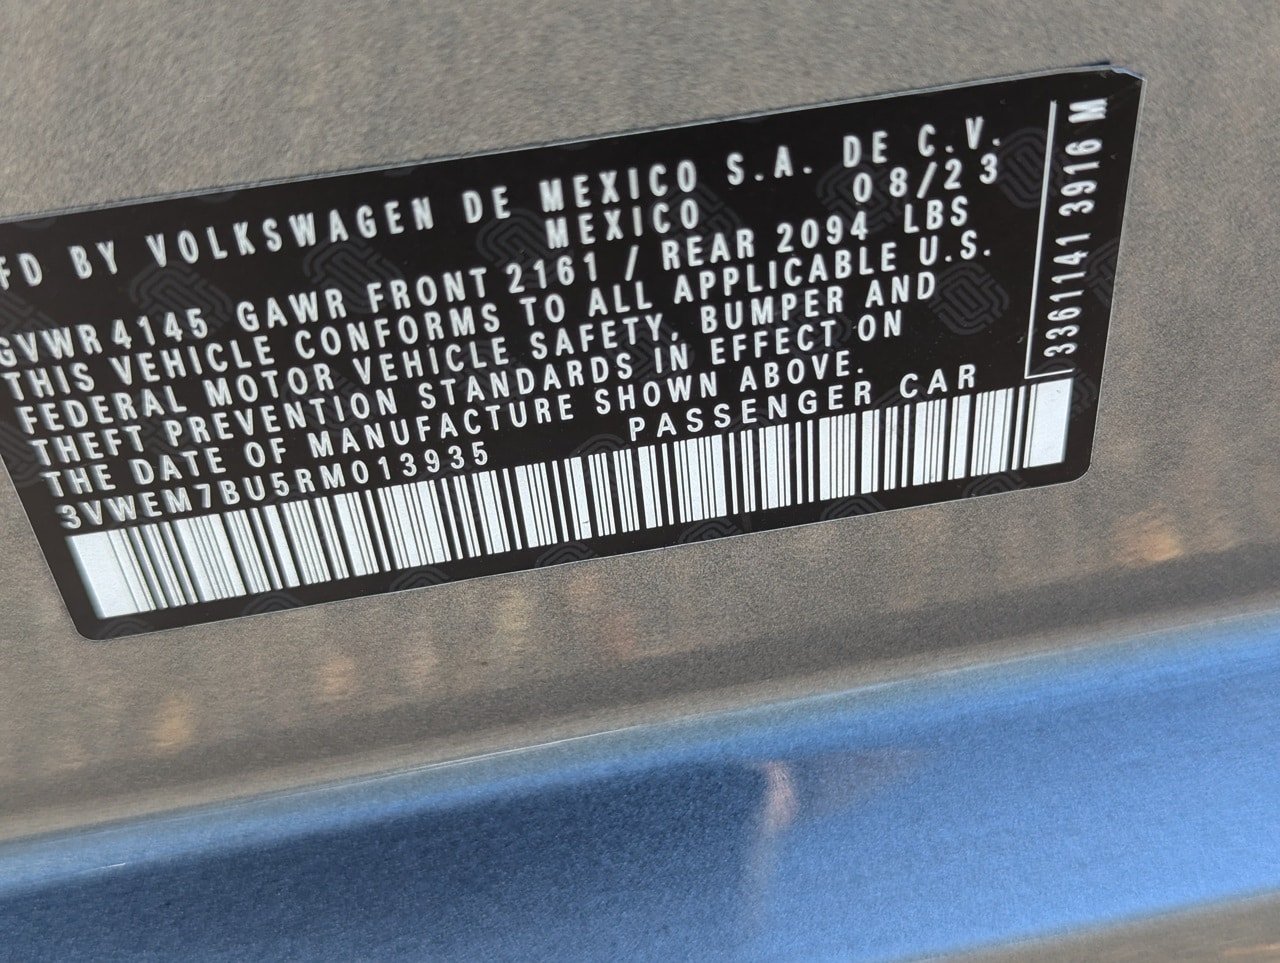 FD BY VOLKSWAGEN DE MEXICO S.A. DE C.V.
MEXICO 08/23
GVWR 4145 GAWR FRONT 2161 / REAR 2094 LBS
THIS VEHICLE CONFORMS TO ALL APPLICABLE U.S.
FEDERAL MOTOR VEHICLE SAFETY, BUMPER AND
THEFT PREVENTION STANDARDS IN EFFECT ON
THE DATE OF MANUFACTURE SHOWN ABOVE.
3VWEM7BU5RM013935 PASSENGER CAR
3361141 3916 M